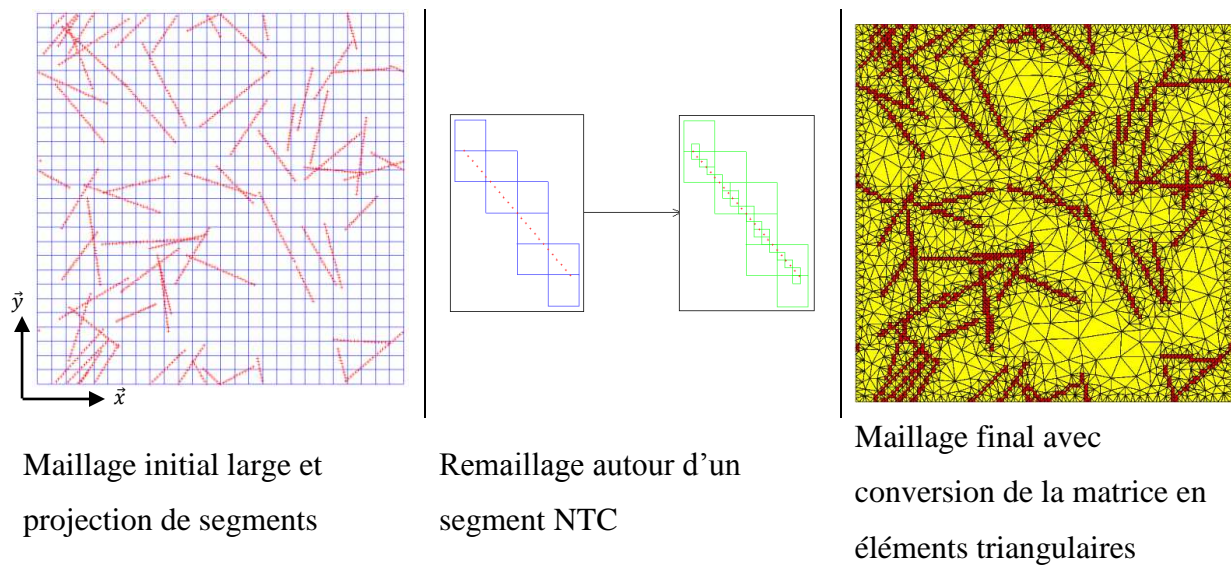 y⃗
x⃗
Maillage initial large et
projection de segments
Remaillage autour d’un
segment NTC
Maillage final avec
conversion de la matrice en
éléments triangulaires